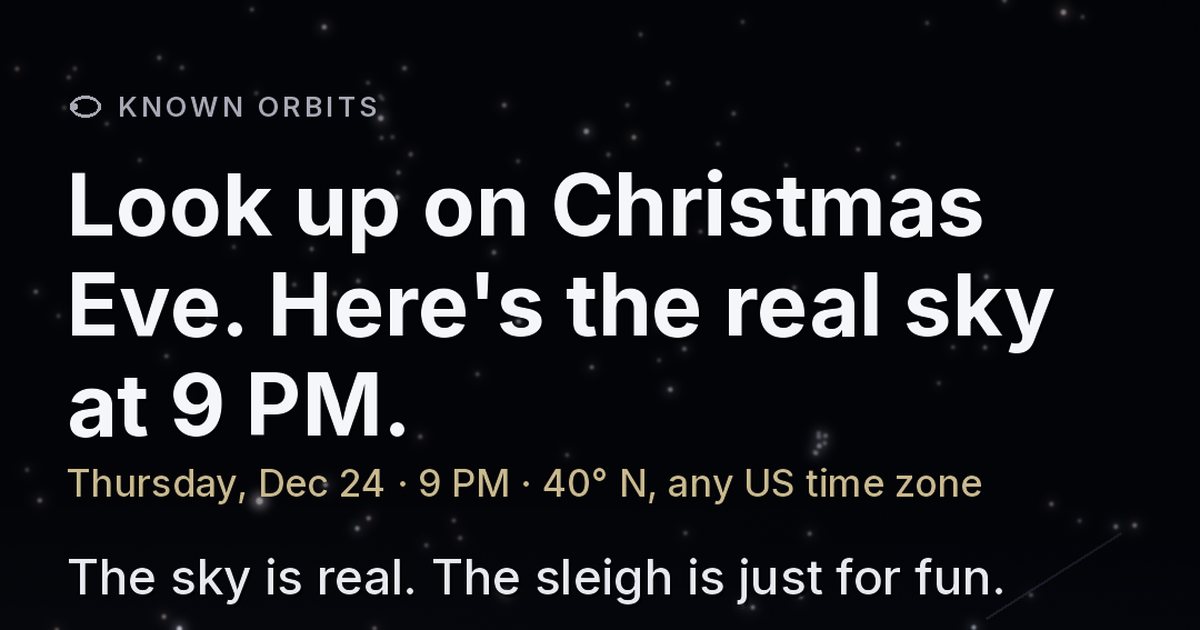 KNOWN ORBITS
Look up on Christmas
Eve. Here's the real sky
at 9 PM.
Thursday, Dec 24 · 9 PM · 40° N, any US time zone
The sky is real. The sleigh is just for fun.